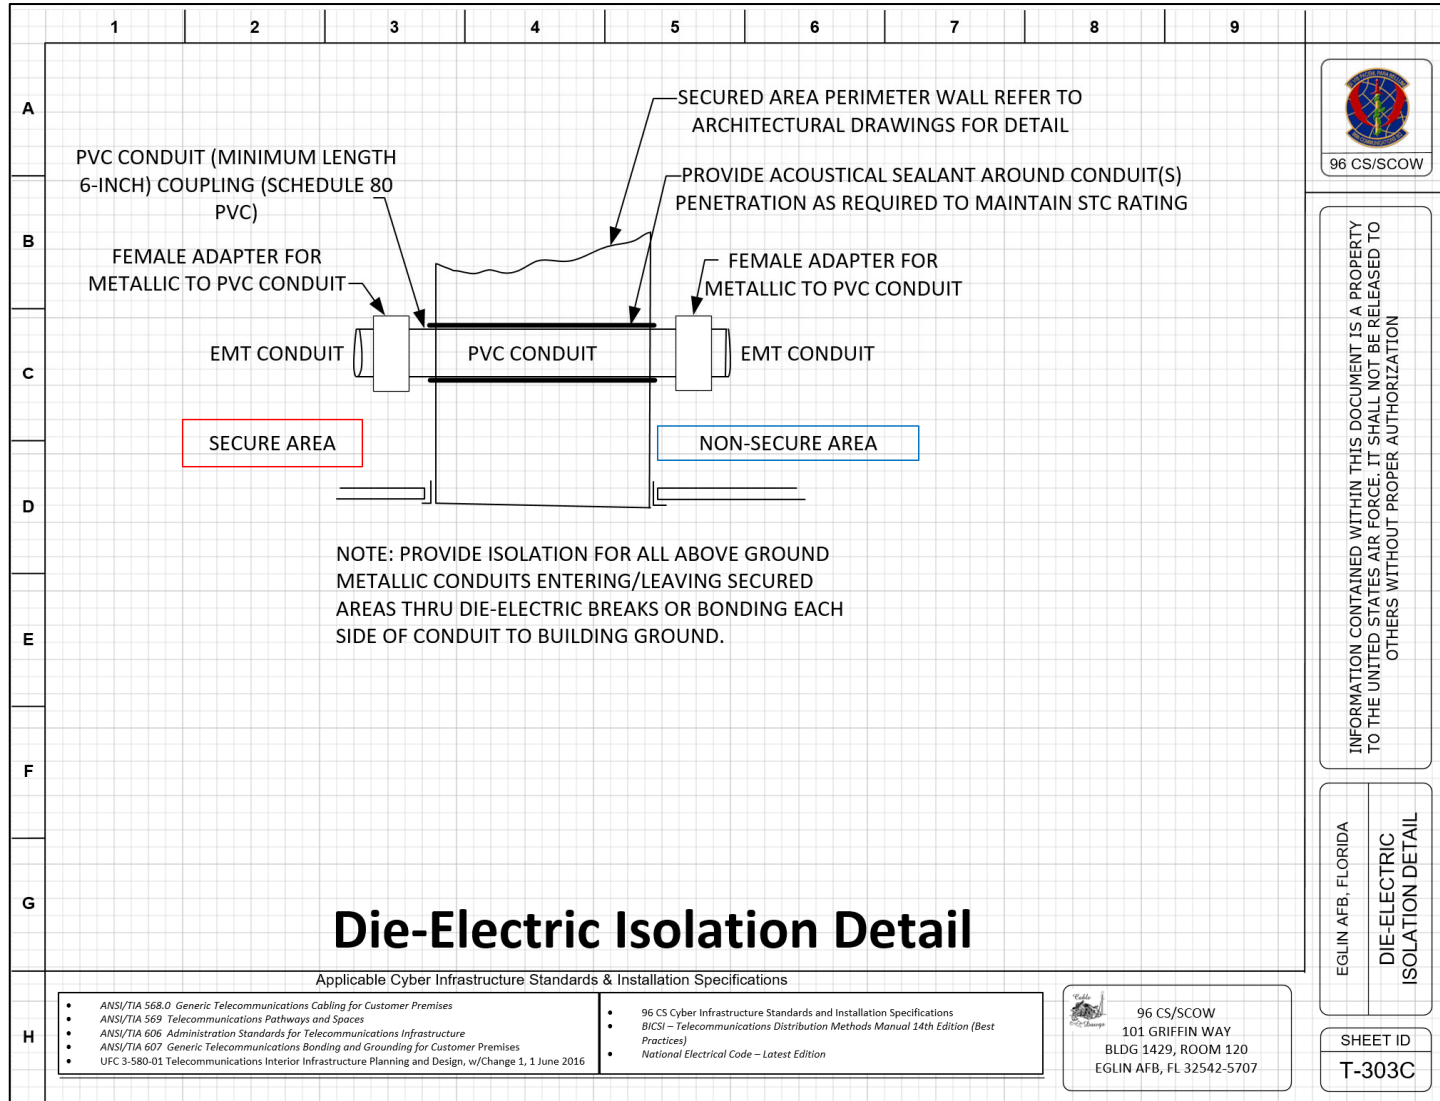 1 2 3 4 5 6 7 8 9
A
B
C
D
E
F
G
H
SECURED AREA PERIMETER WALL REFER TO
ARCHITECTURAL DRAWINGS FOR DETAIL
PVC CONDUIT (MINIMUM LENGTH
6-INCH) COUPLING (SCHEDULE 80
PVC)
PROVIDE ACOUSTICAL SEALANT AROUND CONDUIT(S)
PENETRATION AS REQUIRED TO MAINTAIN STC RATING
FEMALE ADAPTER FOR
METALLIC TO PVC CONDUIT
FEMALE ADAPTER FOR
METALLIC TO PVC CONDUIT
EMT CONDUIT
PVC CONDUIT
EMT CONDUIT
SECURE AREA
NON-SECURE AREA
NOTE: PROVIDE ISOLATION FOR ALL ABOVE GROUND
METALLIC CONDUITS ENTERING/LEAVING SECURED
AREAS THRU DIE-ELECTRIC BREAKS OR BONDING EACH
SIDE OF CONDUIT TO BUILDING GROUND.
Die-Electric Isolation Detail
Applicable Cyber Infrastructure Standards & Installation Specifications
• ANSI/TIA 568.0 Generic Telecommunications Cabling for Customer Premises
• ANSI/TIA 569 Telecommunications Pathways and Spaces
• ANSI/TIA 606 Administration Standards for Telecommunications Infrastructure
• ANSI/TIA 607 Generic Telecommunications Bonding and Grounding for Customer Premises
• UFC 3-580-01 Telecommunications Interior Infrastructure Planning and Design, w/Change 1, 1 June 2016
• 96 CS Cyber Infrastructure Standards and Installation Specifications
• BICSI – Telecommunications Distribution Methods Manual 14th Edition (Best
Practices)
• National Electrical Code – Latest Edition
Cable
Dawgs
96 CS/SCOW
101 GRIFFIN WAY
BLDG 1429, ROOM 120
EGLIN AFB, FL 32542-5707
96 CS/SCOW
INFORMATION CONTAINED WITHIN THIS DOCUMENT IS A PROPERTY
TO THE UNITED STATES AIR FORCE. IT SHALL NOT BE RELEASED TO
OTHERS WITHOUT PROPER AUTHORIZATION
EGLIN AFB, FLORIDA
DIE-ELECTRIC
ISOLATION DETAIL
SHEET ID
T-303C